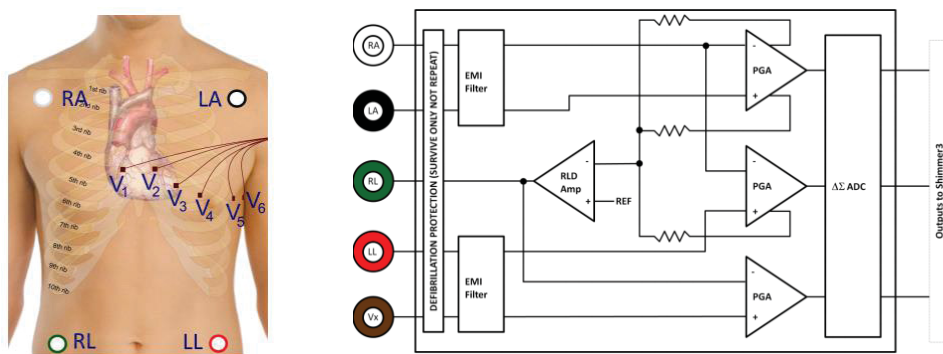 RA
LA
1st rib
2nd rib
3rd rib
4th rib
5th rib
6th rib
7th rib
8th rib
9th rib
10th rib
V1
V2
V3
V4
V5
V6
RL
LL
RA
LA
RL
LL
Vx
DEFIBRILLATION PROTECTION (SURVIVE ONLY NOT REPEAT)
EMI
Filter
EMI
Filter
RLD
Amp
-
+
REF
-
PGA
+
-
PGA
+
-
PGA
+
ΔΣ ADC
Outputs to Shimmer3